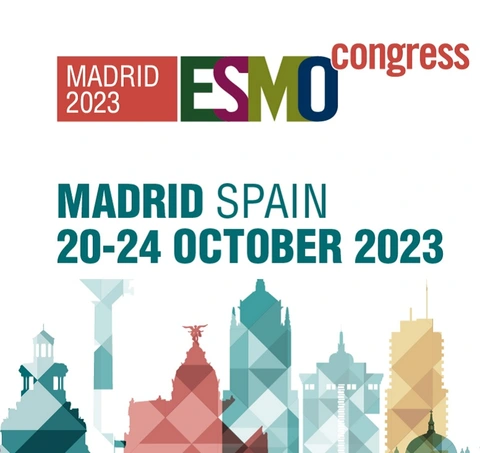 MADRID
2023
ESMO congress
MADRID SPAIN
20-24 OCTOBER 2023